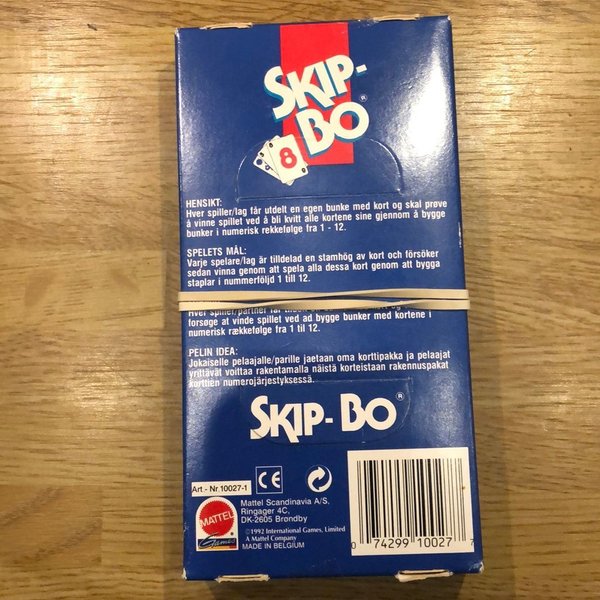 SKIP-
BO®
8
HENSIKT:
Hver spiller/lag får utdelt en egen bunke med kort og skal prøve
å vinne spillet ved å bli kvitt alle kortene sine gjennom å bygge
bunker i numerisk rekkefølge fra 1 - 12.
SPELETS MÅL:
Varje spelare/lag är tilldelad en stamhög av kort och försöker
sedan vinna genom att spela alla dessa kort genom att bygga
staplar i nummerföljd 1 till 12.
Hver spiller/partner får
forsøge at vinde spillet ved ad bygge bunker med kortene i
numerisk rækkefølge fra 1 til 12.
PELIN IDEA:
Jokaiselle pelaajalle/parille jaetaan oma korttipakka ja pelaajat
yrittävät voittaa rakentamalla näistä korteistaan rakennuspakat
korttien numerojärjestyksessä.
SKIP-BO®
Art - Nr.10027-1
CE
MATTEL
Games
Mattel Scandinavia A/S,
Ringager 4C,
DK-2605 Brøndby
©1992 International Games, Limited
A Mattel Company
MADE IN BELGIUM
0 74299 10027 7